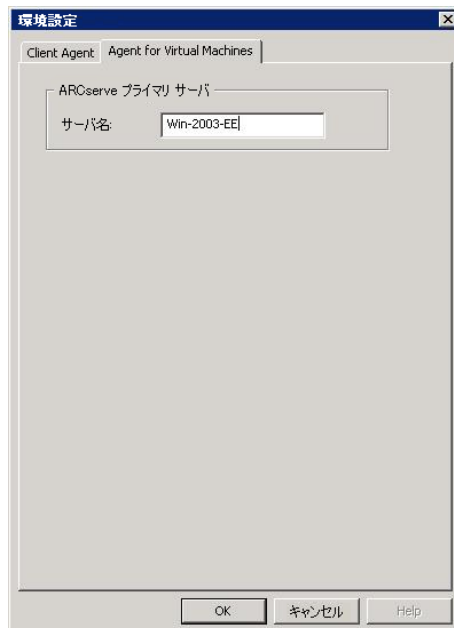 環境設定
Client Agent
Agent for Virtual Machines
ARCserve プライマリ サーバ
サーバ名:
Win-2003-EE
OK
キャンセル
Help